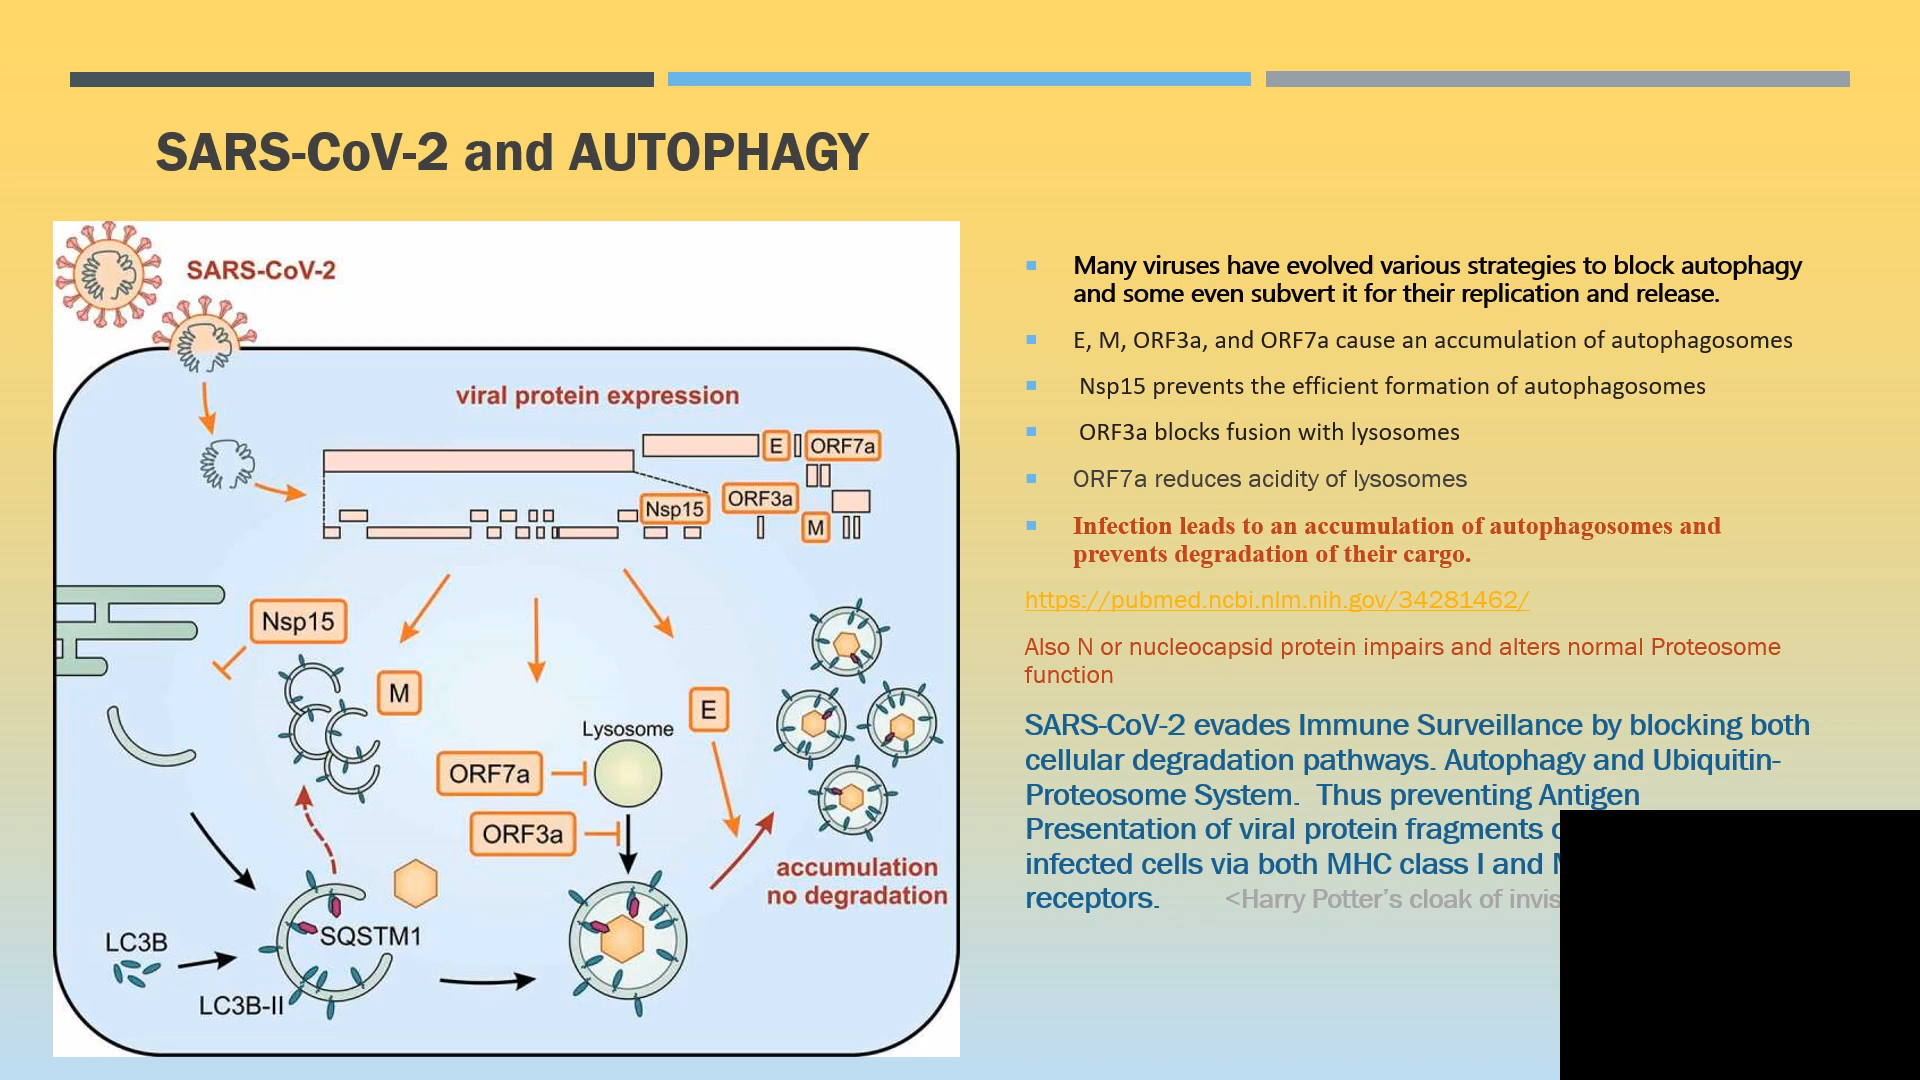 SARS-CoV-2 and AUTOPHAGY
SARS-CoV-2
viral protein expression
E
ORF7a
Nsp15
ORF3a
M
Nsp15
M
E
Lysosome
ORF7a
ORF3a
accumulation
no degradation
SQSTM1
LC3B
LC3B-II
Many viruses have evolved various strategies to block autophagy
and some even subvert it for their replication and release.
E, M, ORF3a, and ORF7a cause an accumulation of autophagosomes
Nsp15 prevents the efficient formation of autophagosomes
ORF3a blocks fusion with lysosomes
ORF7a reduces acidity of lysosomes
Infection leads to an accumulation of autophagosomes and
prevents degradation of their cargo.
https://pubmed.ncbi.nlm.nih.gov/34281462/
Also N or nucleocapsid protein impairs and alters normal Proteosome
function
SARS-CoV-2 evades Immune Surveillance by blocking both
cellular degradation pathways. Autophagy and Ubiquitin-
Proteosome System. Thus preventing Antigen
Presentation of viral protein fragments
infected cells via both MHC class I and
receptors. <Harry Potter's cloak of